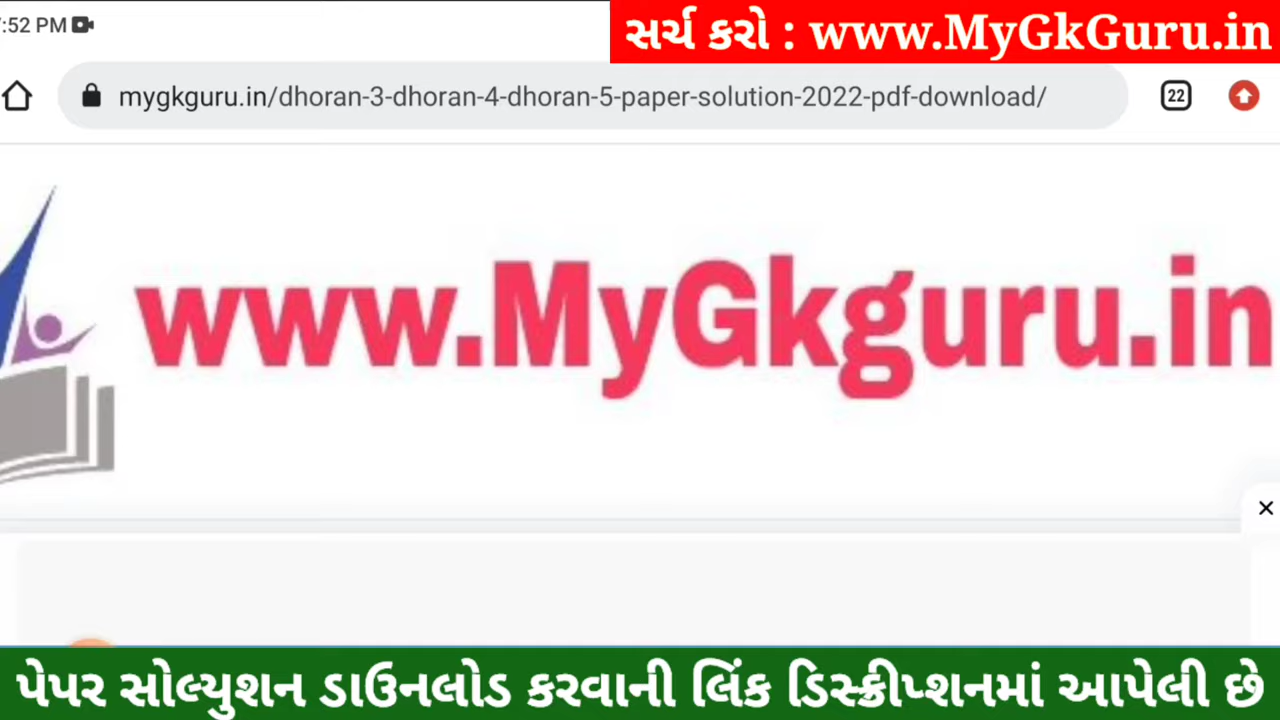 :52 PM
સર્ચ કરો : www.MyGkGuru.in
mygkguru.in/dhoran-3-dhoran-4-dhoran-5-paper-solution-2022-pdf-download/
22
www.MyGkguru.in
પેપર સોલ્યુશન ડાઉનલોડ કરવાની લિંક ડિસ્ક્રીપ્શનમાં આપેલી છે